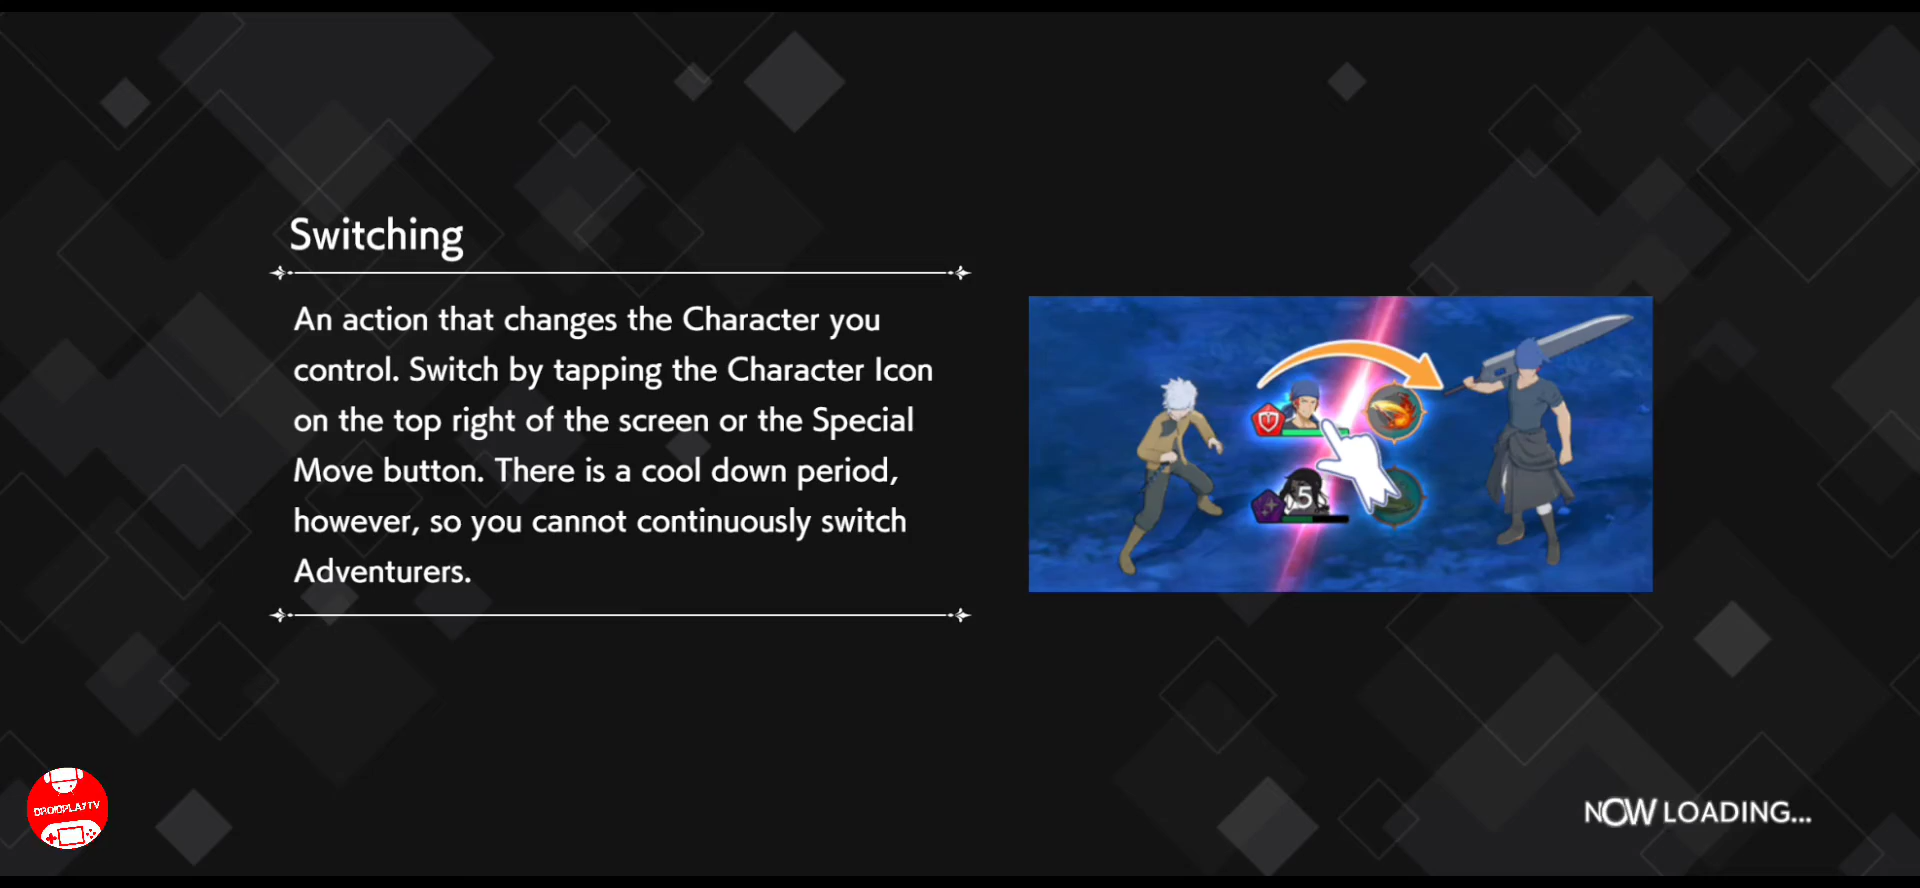 Switching
An action that changes the Character you
control. Switch by tapping the Character Icon
on the top right of the screen or the Special
Move button. There is a cool down period,
however, so you cannot continuously switch
Adventurers.
5
DROIDPLAYTV
NOW LOADING...